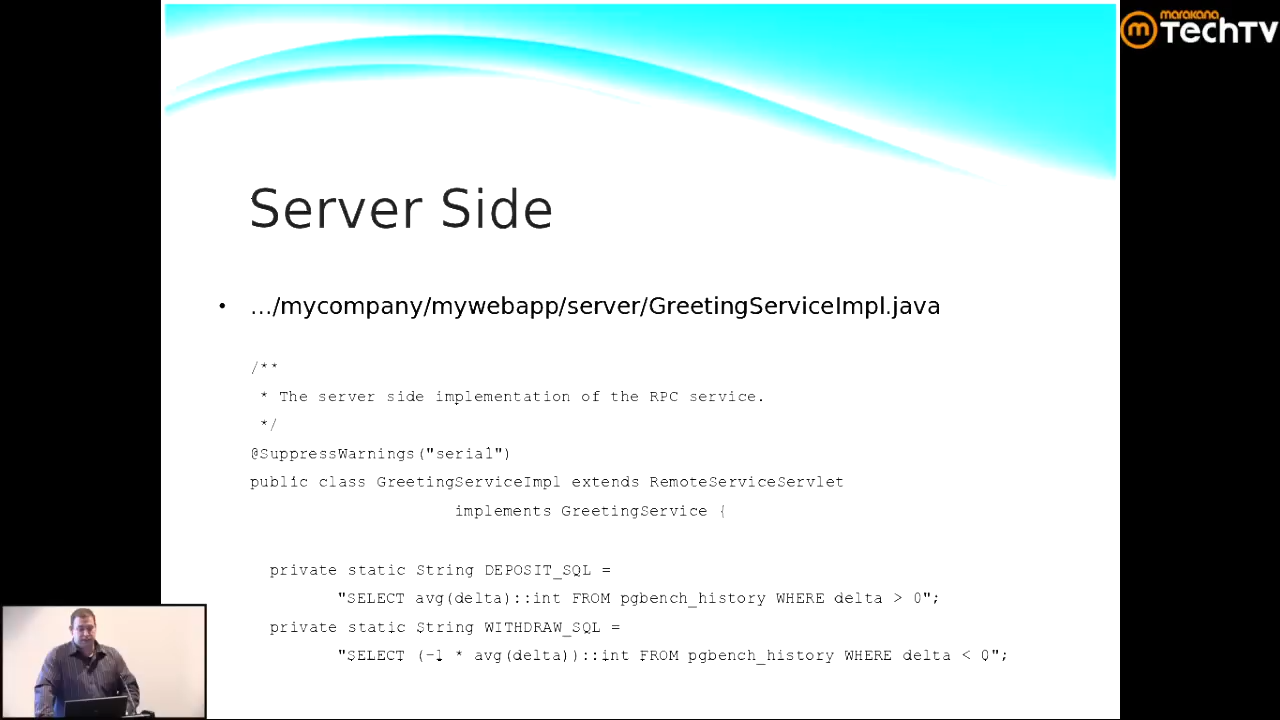 marakana
m TechTV
Server Side
• .../mycompany/mywebapp/server/GreetingServiceImpl.java
/**
 * The server side implementation of the RPC service.
 */
@SuppressWarnings("serial")
public class GreetingServiceImpl extends RemoteServiceServlet
                     implements GreetingService {
  private static String DEPOSIT_SQL =
         "SELECT avg(delta)::int FROM pgbench_history WHERE delta > 0";
  private static String WITHDRAW_SQL =
         "SELECT (-1 * avg(delta))::int FROM pgbench_history WHERE delta < 0";